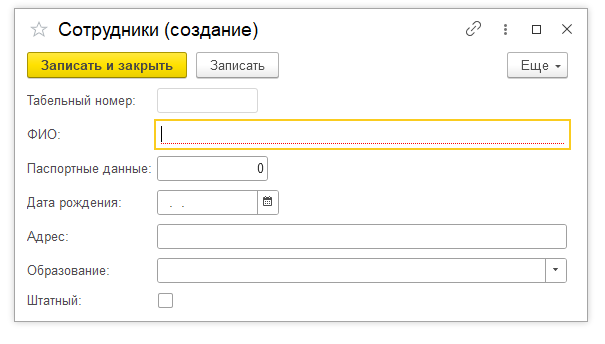 Сотрудники (создание)
Записать и закрыть Записать Еще
Табельный номер:
ФИО:
Паспортные данные: 0
Дата рождения: . .
Адрес:
Образование:
Штатный: